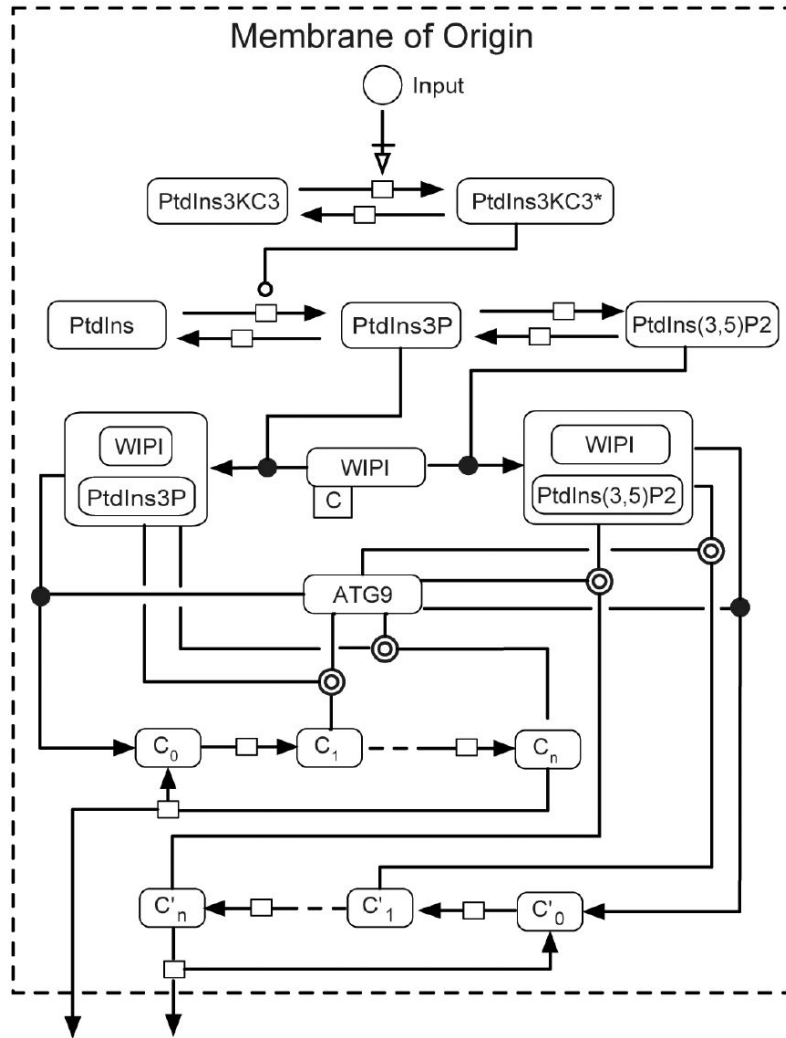 Membrane of Origin
Input
PtdIns3KC3
PtdIns3KC3*
PtdIns
PtdIns3P
PtdIns(3,5)P2
WIPI
PtdIns3P
WIPI
C
WIPI
PtdIns(3,5)P2
ATG9
C0
C1
Cn
C'n
C'1
C'0